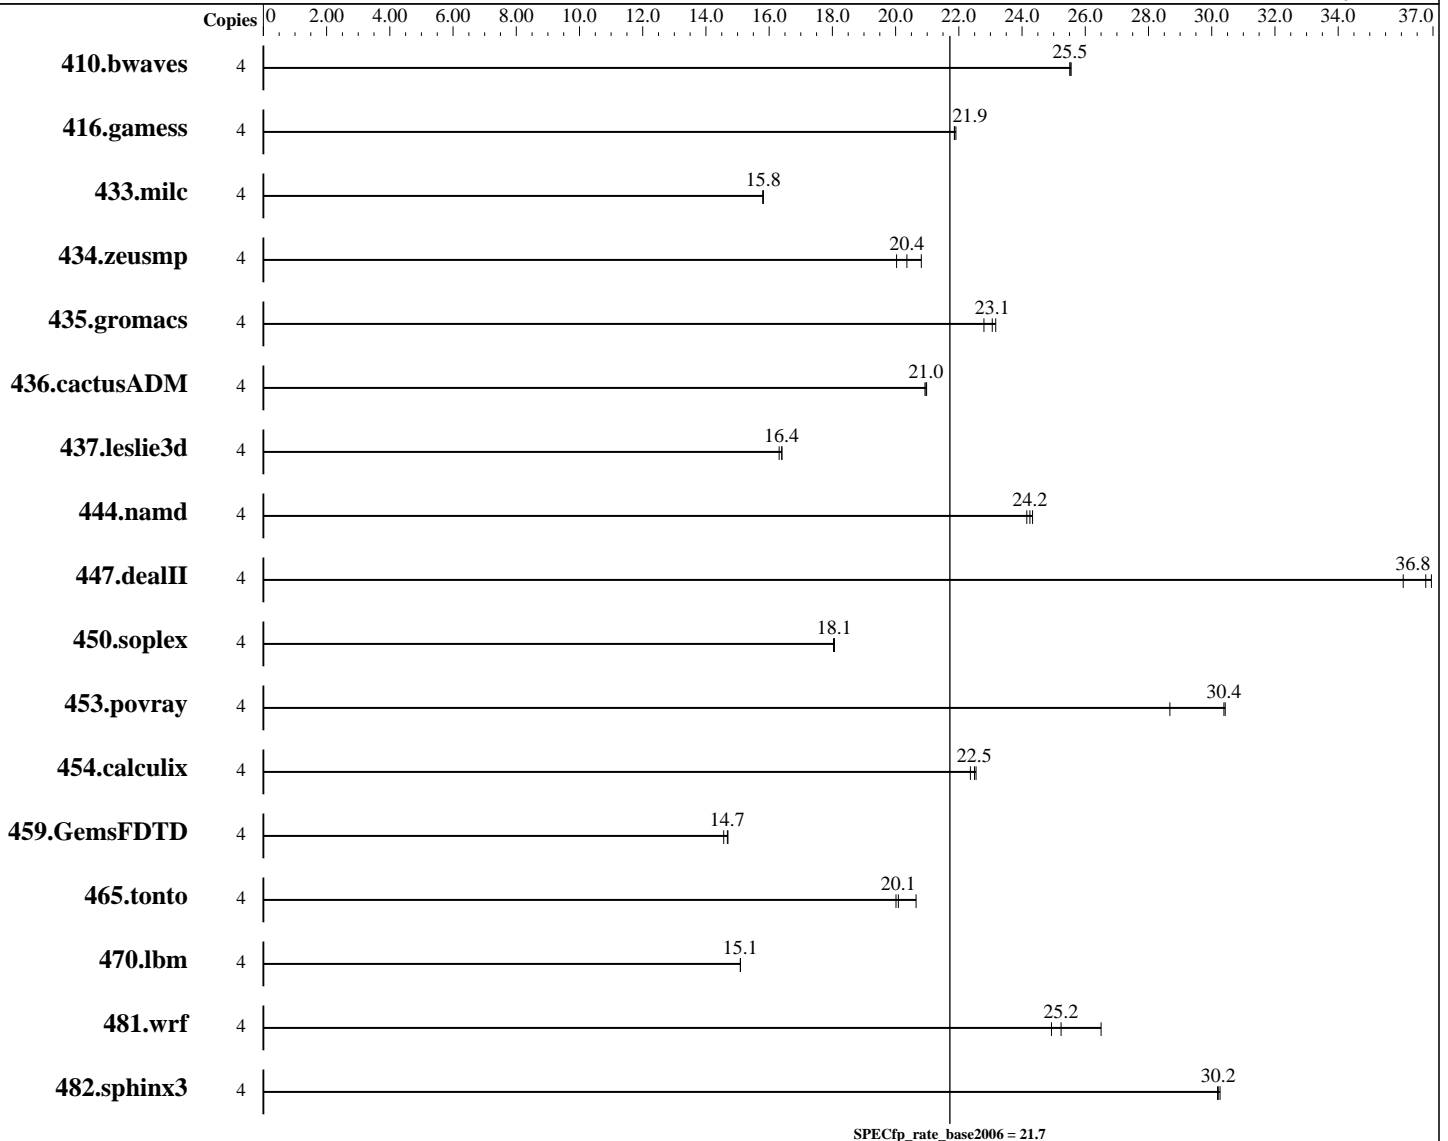 Copies 0 2.00 4.00 6.00 8.00 10.0 12.0 14.0 16.0 18.0 20.0 22.0 24.0 26.0 28.0 30.0 32.0 34.0 37.0
410.bwaves 4 25.5
416.gamess 4 21.9
433.milc 4 15.8
434.zeusmp 4 20.4
435.gromacs 4 23.1
436.cactusADM 4 21.0
437.leslie3d 4 16.4
444.namd 4 24.2
447.dealII 4 36.8
450.soplex 4 18.1
453.povray 4 30.4
454.calculix 4 22.5
459.GemsFDTD 4 14.7
465.tonto 4 20.1
470.lbm 4 15.1
481.wrf 4 25.2
482.sphinx3 4 30.2
SPECfp_rate_base2006 = 21.7